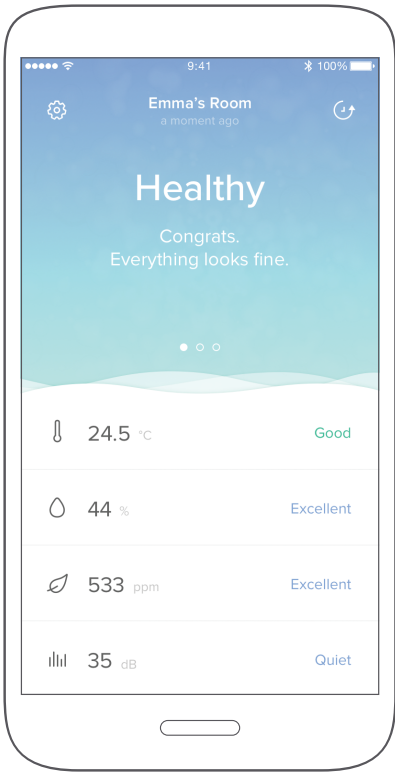 9:41
100%
Emma's Room
a moment ago
Healthy
Congrats.
Everything looks fine.
24.5 °C Good
44 % Excellent
533 ppm Excellent
35 dB Quiet